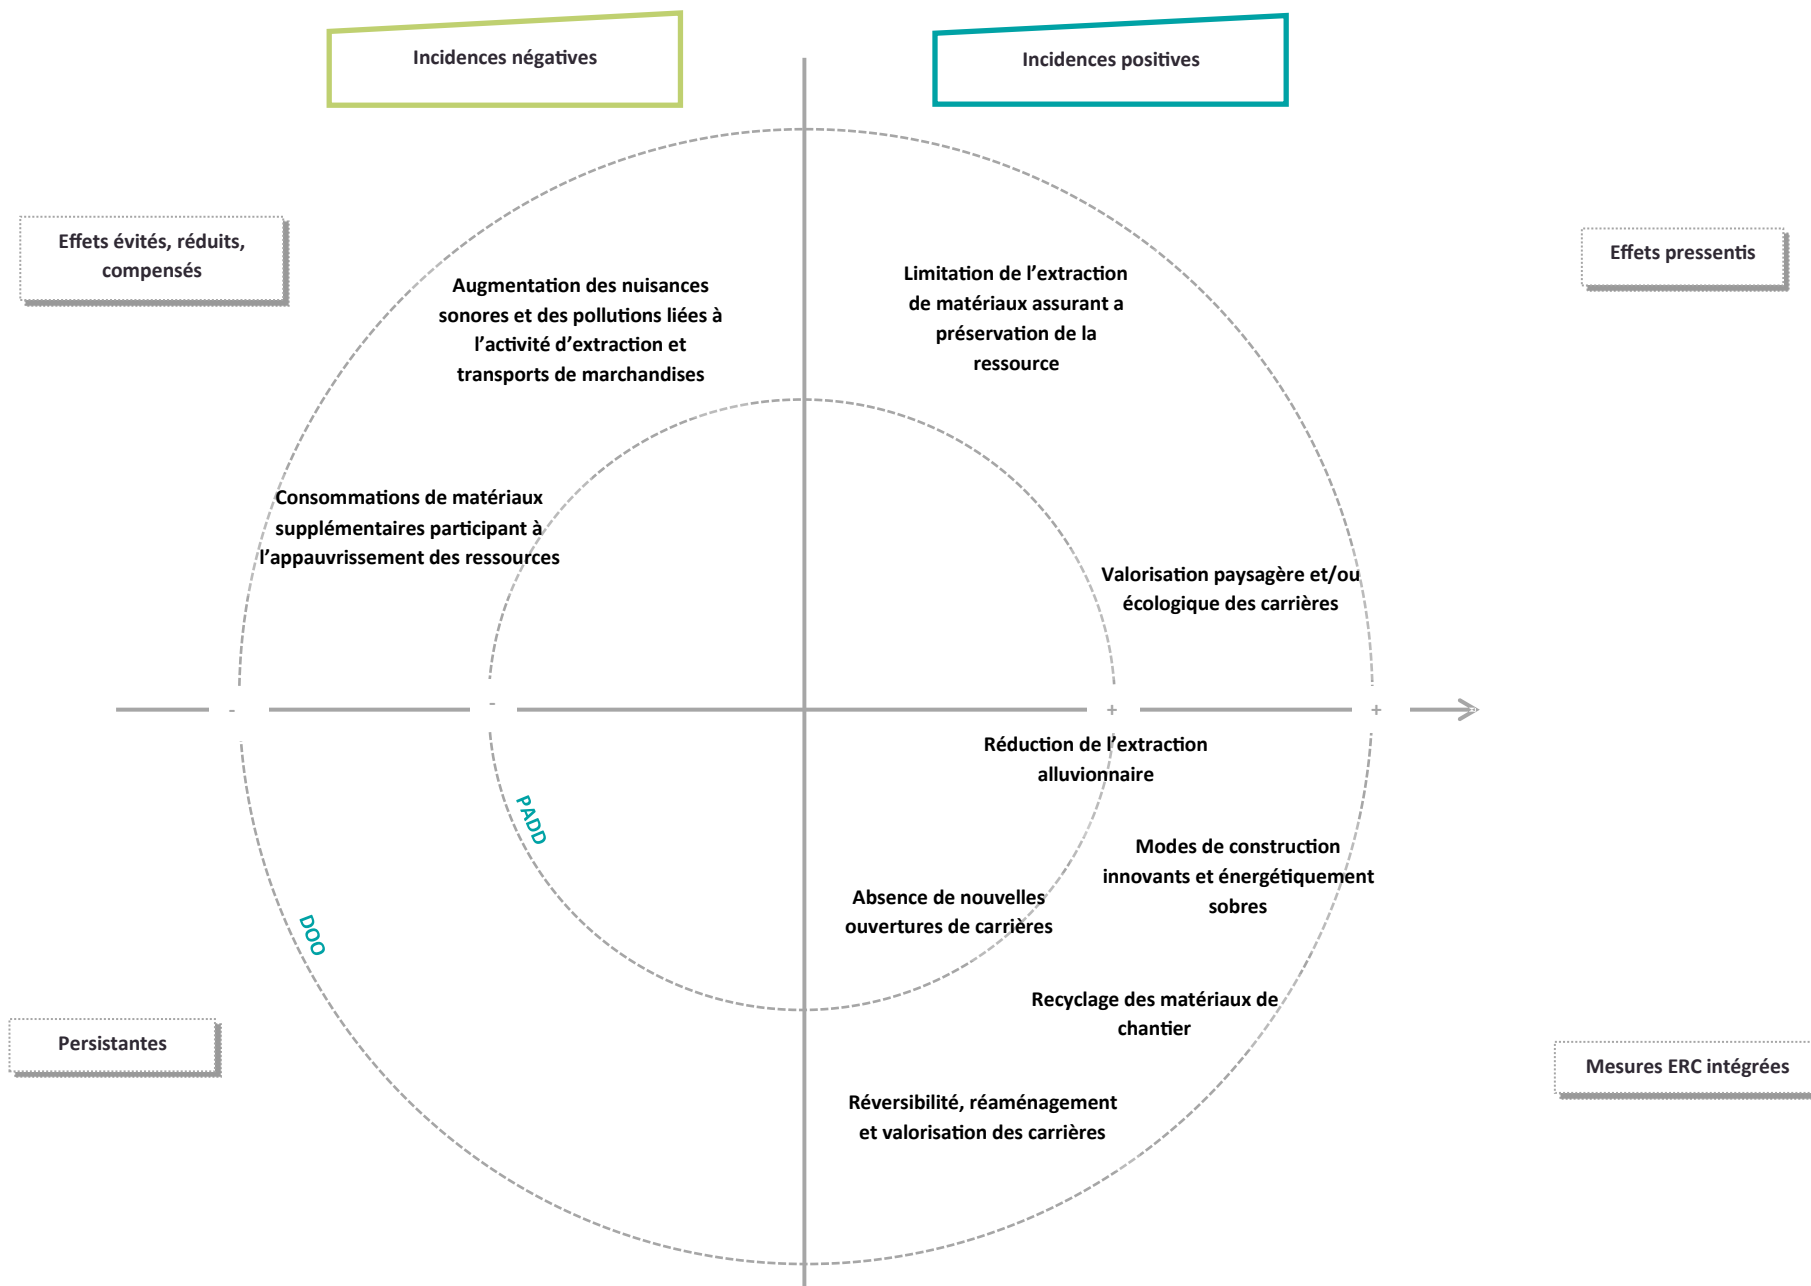 Incidences négatives
Incidences positives
Effets évités, réduits,
compensés
Effets pressentis
Augmentation des nuisances
sonores et des pollutions liées à
l’activité d’extraction et
transports de marchandises
Limitation de l’extraction
de matériaux assurant a
préservation de la
ressource
Consommations de matériaux
supplémentaires participant à
l’appauvrissement des ressources
Valorisation paysagère et/ou
écologique des carrières
- - + +
Réduction de l’extraction
alluvionnaire
PADD
DOO
Modes de construction
innovants et énergétiquement
sobres
Absence de nouvelles
ouvertures de carrières
Recyclage des matériaux de
chantier
Persistantes
Mesures ERC intégrées
Réversibilité, réaménagement
et valorisation des carrières